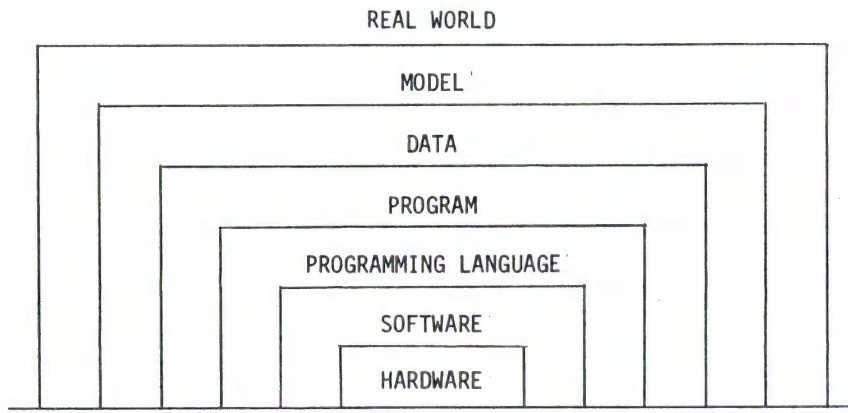 REAL WORLD
MODEL
DATA
PROGRAM
PROGRAMMING LANGUAGE
SOFTWARE
HARDWARE